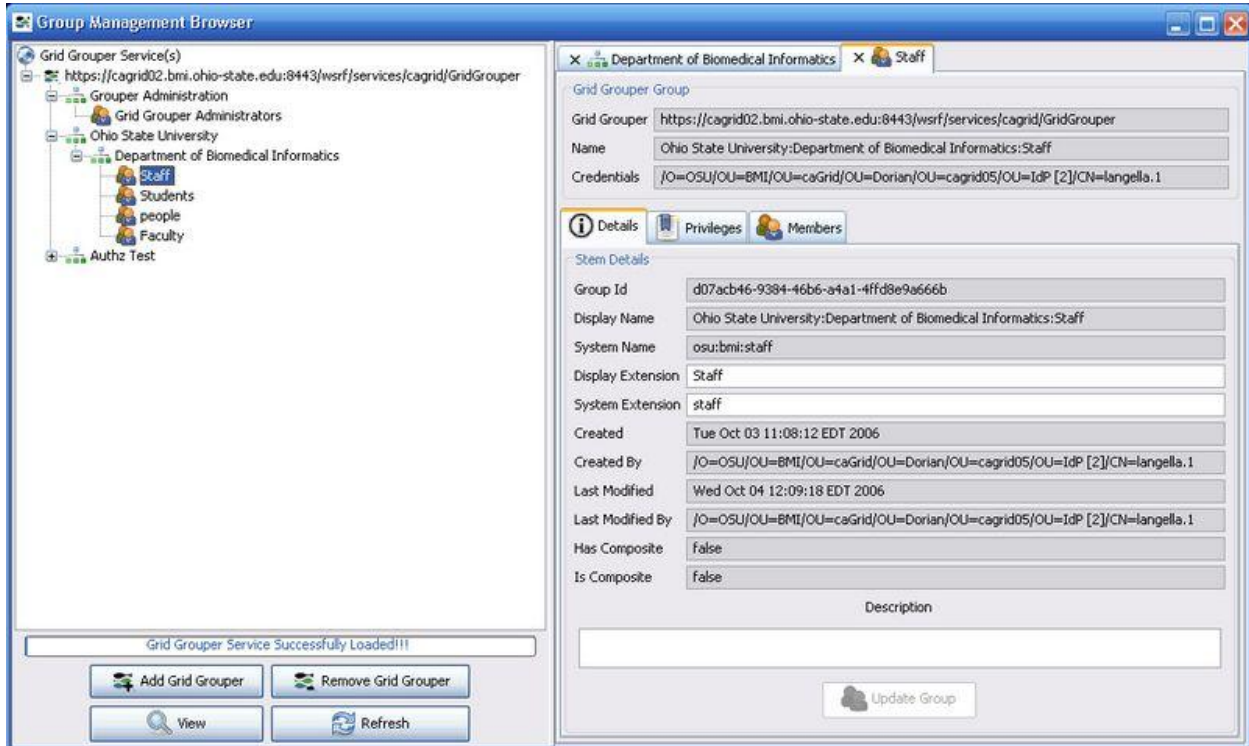 Group Management Browser
Grid Grouper Service(s)
https://cagrid02.bmi.ohio-state.edu:8443/wsrf/services/cagrid/GridGrouper
Grouper Administration
Grid Grouper Administrators
Ohio State University
Department of Biomedical Informatics
Staff
Students
people
Faculty
Authz Test
Grid Grouper Service Successfully Loaded!!!
Add Grid Grouper
Remove Grid Grouper
View
Refresh
Department of Biomedical Informatics
Staff
Grid Grouper Group
Grid Grouper https://cagrid02.bmi.ohio-state.edu:8443/wsrf/services/cagrid/GridGrouper
Name Ohio State University:Department of Biomedical Informatics:Staff
Credentials /O=OSU/OU=BMI/OU=caGrid/OU=Dorian/OU=cagrid05/OU=IdP [2]/CN=langella.1
Details Privileges Members
Stem Details
Group Id d07acb46-9384-46b6-a4a1-4ffd8e9a666b
Display Name Ohio State University:Department of Biomedical Informatics:Staff
System Name osu:bmi:staff
Display Extension Staff
System Extension staff
Created Tue Oct 03 11:08:12 EDT 2006
Created By /O=OSU/OU=BMI/OU=caGrid/OU=Dorian/OU=cagrid05/OU=IdP [2]/CN=langella.1
Last Modified Wed Oct 04 12:09:18 EDT 2006
Last Modified By /O=OSU/OU=BMI/OU=caGrid/OU=Dorian/OU=cagrid05/OU=IdP [2]/CN=langella.1
Has Composite false
Is Composite false
Description
Update Group